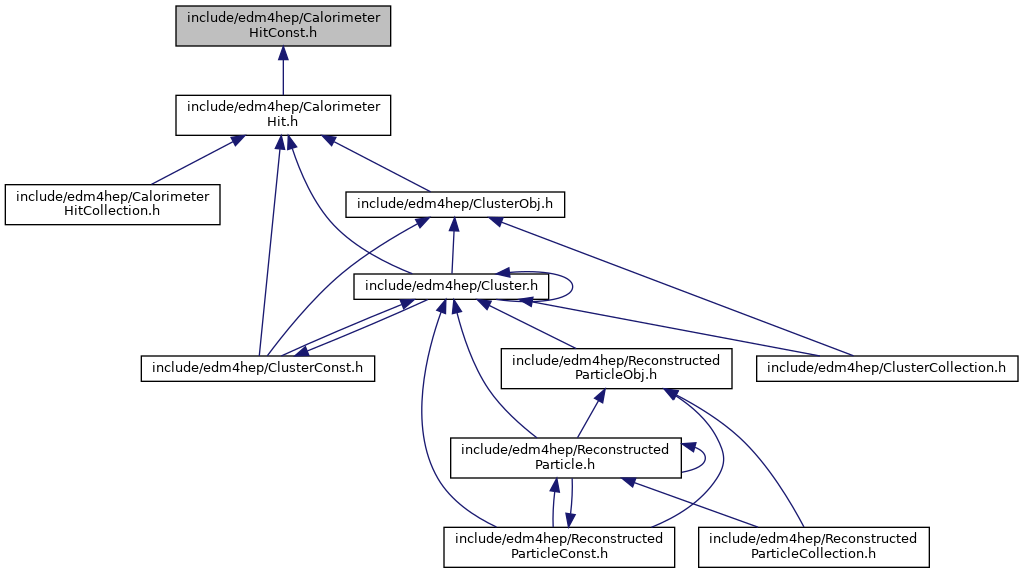 include/edm4hep/Calorimeter
HitConst.h
include/edm4hep/Calorimeter
Hit.h
include/edm4hep/Calorimeter
HitCollection.h
include/edm4hep/ClusterObj.h
include/edm4hep/Cluster.h
include/edm4hep/ClusterConst.h
include/edm4hep/Reconstructed
ParticleObj.h
include/edm4hep/ClusterCollection.h
include/edm4hep/Reconstructed
Particle.h
include/edm4hep/Reconstructed
ParticleConst.h
include/edm4hep/Reconstructed
ParticleCollection.h